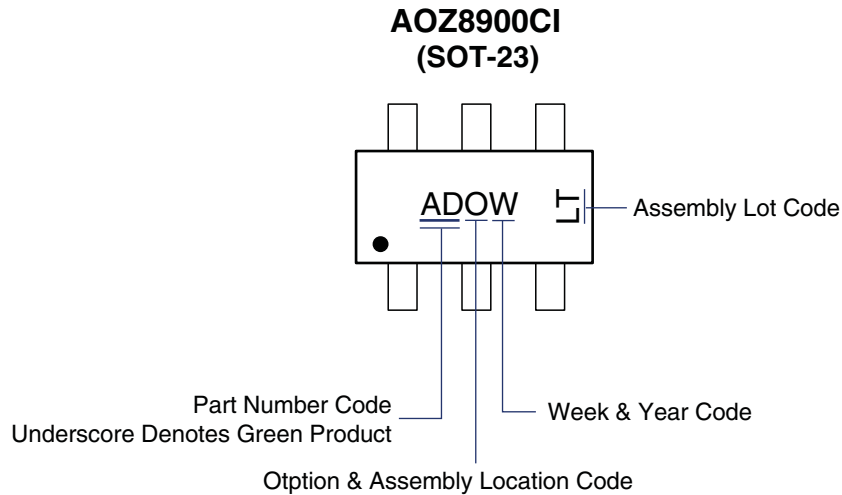 AOZ8900CI
(SOT-23)
ADOW
LT
Assembly Lot Code
Part Number Code
Underscore Denotes Green Product
Week & Year Code
Otption & Assembly Location Code